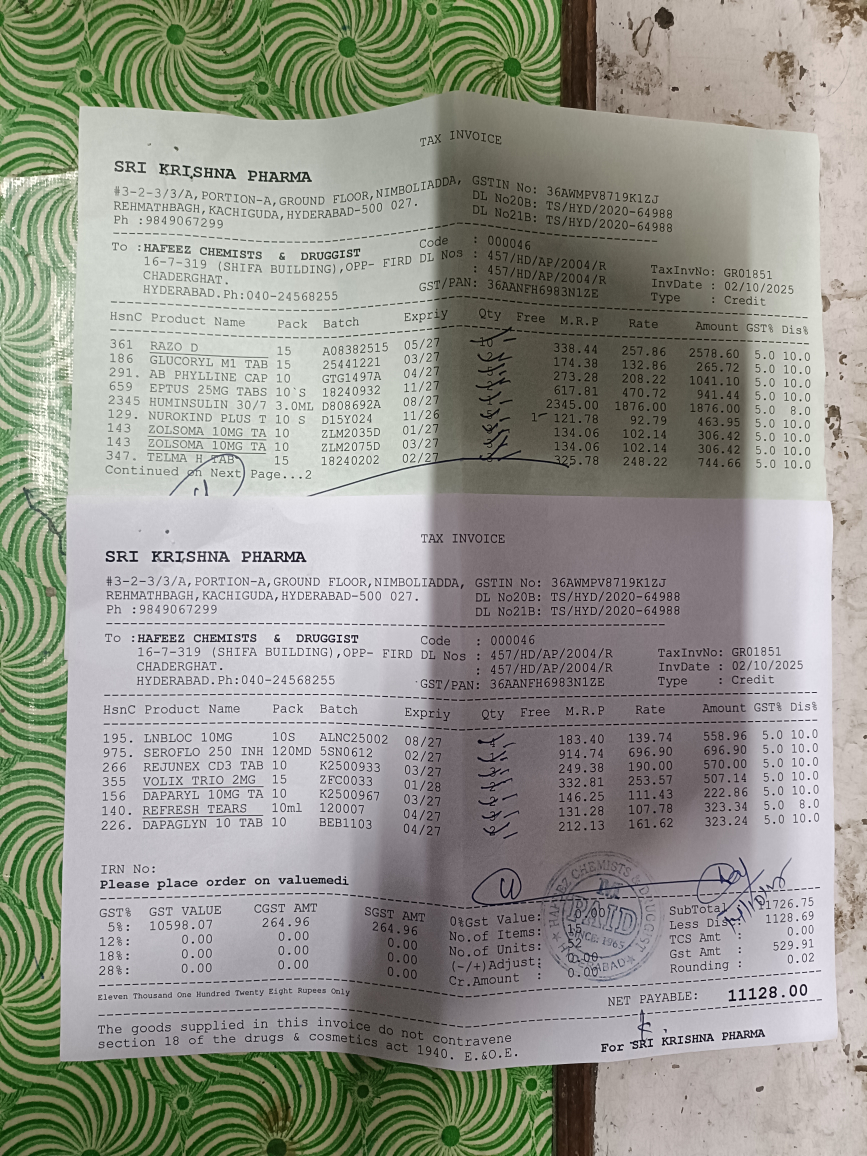 TAX INVOICE
SRI KRISHNA PHARMA
#3-2-3/3/A,PORTION-A,GROUND FLOOR,NIMBOLIADDA, GSTIN No: 36AWMPV8719K1ZJ
REHMATHBAGH,KACHIGUDA,HYDERABAD-500 027. DL No20B: TS/HYD/2020-64988
Ph :9849067299 DL No21B: TS/HYD/2020-64988
To :HAFEEZ CHEMISTS & DRUGGIST Code : 000046
16-7-319 (SHIFA BUILDING),OPP- FIRD DL Nos : 457/HD/AP/2004/R TaxInvNo: GR01851
CHADERGHAT. : 457/HD/AP/2004/R InvDate : 02/10/2025
HYDERABAD.Ph:040-24568255 GST/PAN: 36AANFH6983N1ZE Type : Credit
HsnC Product Name Pack Batch Expriy Qty Free M.R.P Rate Amount GST% Dis%
361 RAZO D 15 A08382515 05/27 338.44 257.86 2578.60 5.0 10.0
186 GLUCORYL M1 TAB 15 25441221 03/27 174.38 132.86 265.72 5.0 10.0
291. AB PHYLLINE CAP 10 GTG1497A 04/27 273.28 208.22 1041.10 5.0 10.0
659 EPTUS 25MG TABS 10`S 18240932 11/27 617.81 470.72 941.44 5.0 10.0
2345 HUMINSULIN 30/7 3.0ML D808692A 08/27 2345.00 1876.00 1876.00 5.0 8.0
129. NUROKIND PLUS T 10 S D15Y024 11/26 1 121.78 92.79 463.95 5.0 10.0
143 ZOLSOMA 10MG TA 10 ZLM2035D 01/27 134.06 102.14 306.42 5.0 10.0
143 ZOLSOMA 10MG TA 10 ZLM2075D 03/27 134.06 102.14 306.42 5.0 10.0
347. TELMA H TAB 15 18240202 02/27 325.78 248.22 744.66 5.0 10.0
Continued on Next Page...2
TAX INVOICE
SRI KRISHNA PHARMA
#3-2-3/3/A,PORTION-A,GROUND FLOOR,NIMBOLIADDA, GSTIN No: 36AWMPV8719K1ZJ
REHMATHBAGH,KACHIGUDA,HYDERABAD-500 027. DL No20B: TS/HYD/2020-64988
Ph :9849067299 DL No21B: TS/HYD/2020-64988
To :HAFEEZ CHEMISTS & DRUGGIST Code : 000046
16-7-319 (SHIFA BUILDING),OPP- FIRD DL Nos : 457/HD/AP/2004/R TaxInvNo: GR01851
CHADERGHAT. : 457/HD/AP/2004/R InvDate : 02/10/2025
HYDERABAD.Ph:040-24568255 GST/PAN: 36AANFH6983N1ZE Type : Credit
HsnC Product Name Pack Batch Expriy Qty Free M.R.P Rate Amount GST% Dis%
195. LNBLOC 10MG 10S ALNC25002 08/27 183.40 139.74 558.96 5.0 10.0
975. SEROFLO 250 INH 120MD 5SN0612 02/27 914.74 696.90 696.90 5.0 10.0
266 REJUNEX CD3 TAB 10 K2500933 03/27 249.38 190.00 570.00 5.0 10.0
355 VOLIX TRIO 2MG 15 ZFC0033 01/28 332.81 253.57 507.14 5.0 10.0
156 DAPARYL 10MG TA 10 K2500967 03/27 146.25 111.43 222.86 5.0 10.0
140. REFRESH TEARS 10ml 120007 04/27 131.28 107.78 323.34 5.0 8.0
226. DAPAGLYN 10 TAB 10 BEB1103 04/27 212.13 161.62 323.24 5.0 10.0
IRN No:
Please place order on valuemedi
HAFEEZ CHEMISTS & DRUGGIST
PAID
SINCE: 1965
GST% GST VALUE CGST AMT SGST AMT 0%Gst Value: 0.00 SubTotal 11726.75
5%: 10598.07 264.96 264.96 No.of Items: 15 Less Dis 1128.69
12%: 0.00 0.00 0.00 No.of Units: 52 TCS Amt : 0.00
18%: 0.00 0.00 0.00 (-/+)Adjust: 0.00 Gst Amt : 529.91
28%: 0.00 0.00 0.00 Cr.Amount : 0.00 Rounding : 0.02
Eleven Thousand One Hundred Twenty Eight Rupees Only NET PAYABLE: 11128.00
The goods supplied in this invoice do not contravene
section 18 of the drugs & cosmetics act 1940. E.&O.E. For SRI KRISHNA PHARMA